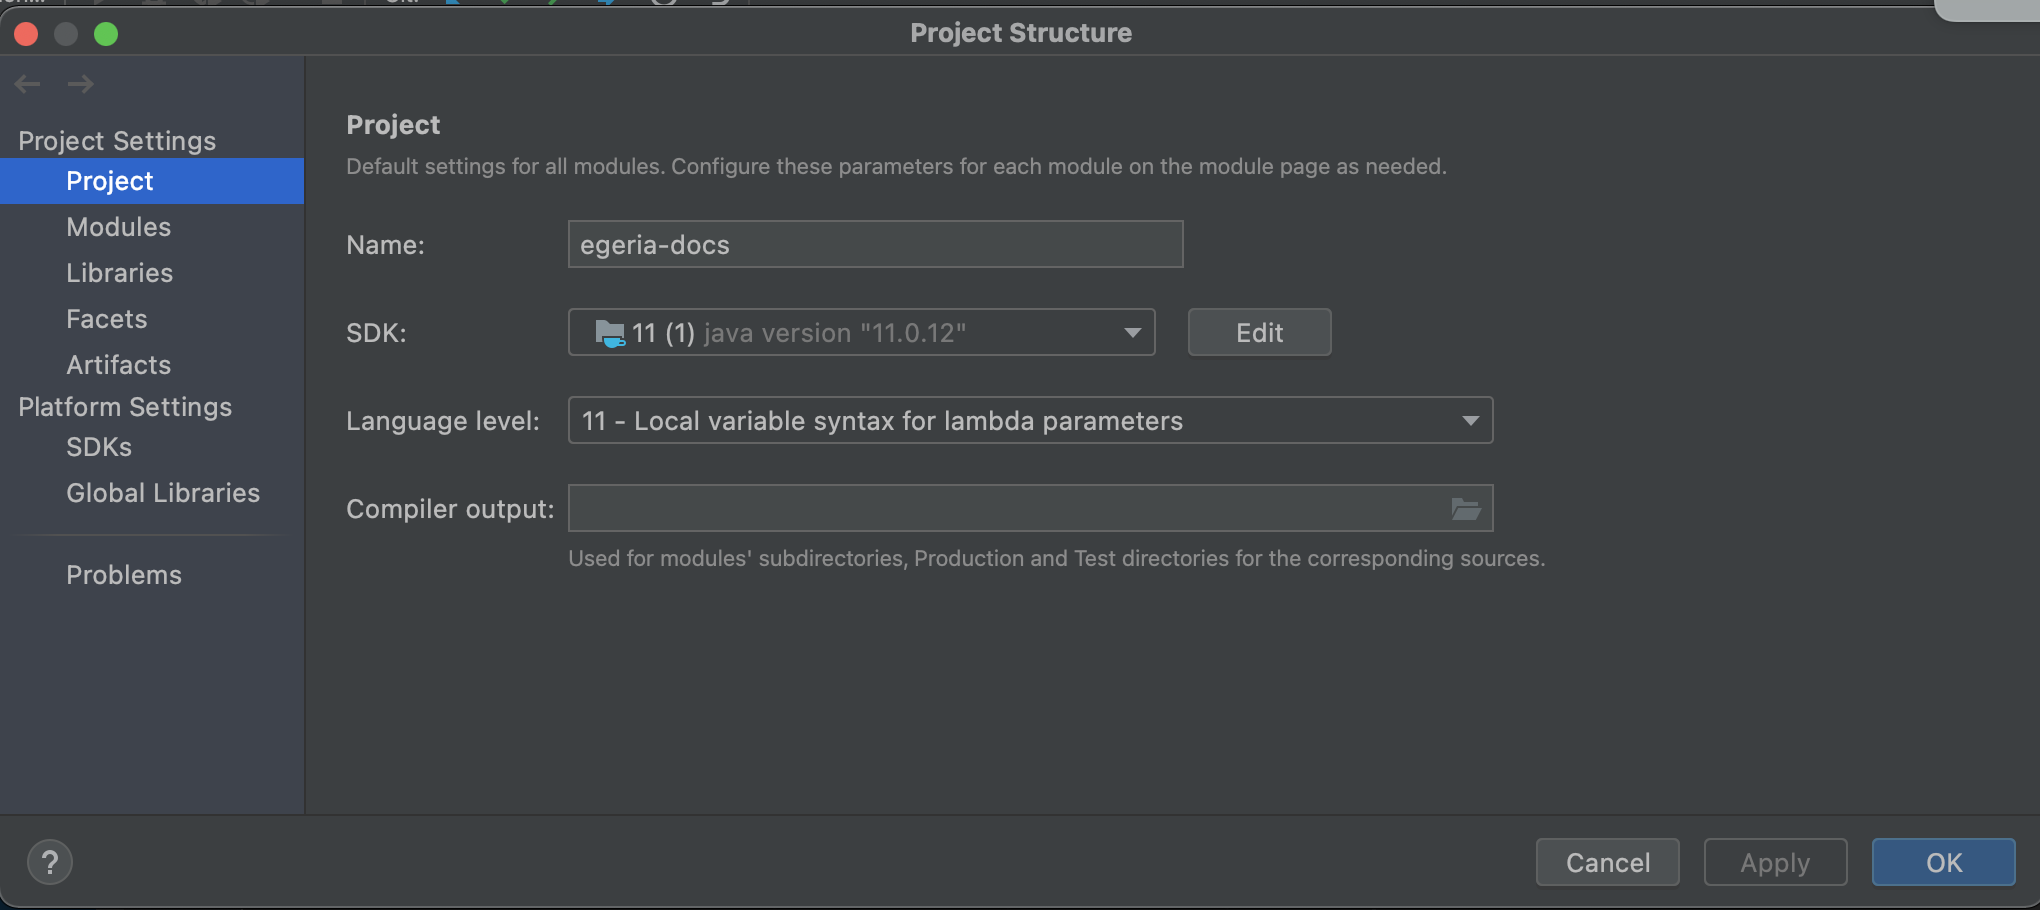 Project Structure
Project Settings
Project
Modules
Libraries
Facets
Artifacts
Platform Settings
SDKs
Global Libraries
Problems
Project
Default settings for all modules. Configure these parameters for each module on the module page as needed.
Name: egeria-docs
SDK: 11 (1) java version "11.0.12" Edit
Language level: 11 - Local variable syntax for lambda parameters
Compiler output:
Used for modules' subdirectories, Production and Test directories for the corresponding sources.
? Cancel Apply OK